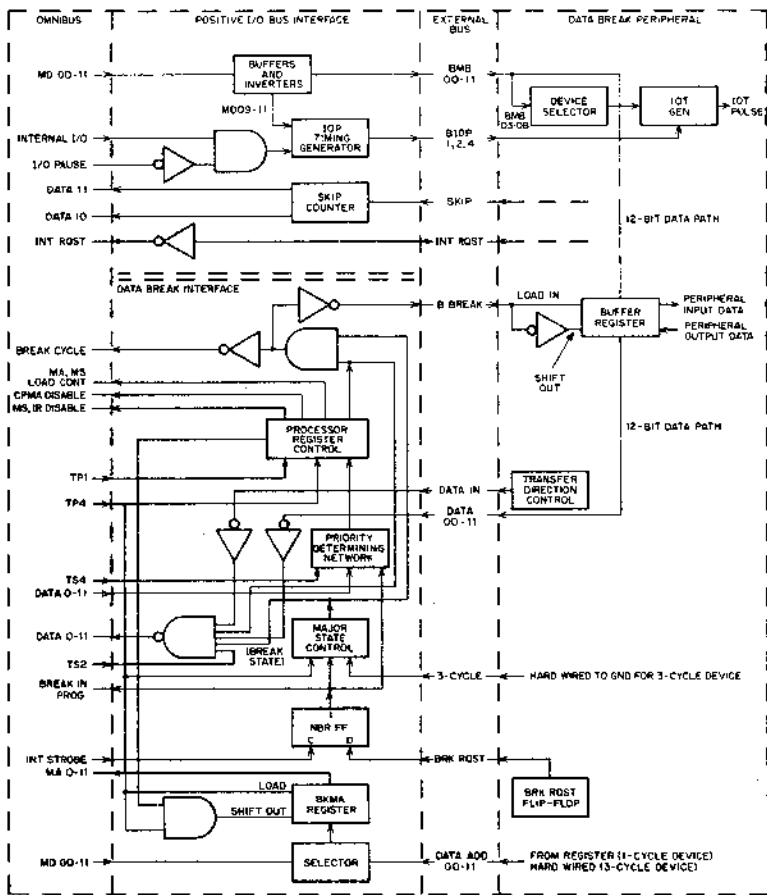 OMNIBUS
POSITIVE I/O BUS INTERFACE
EXTERNAL
BUS
DATA BREAK PERIPHERAL
MD 00-11
BUFFERS
AND
INVERTERS
BMB
00-11
MD09-11
BMB
03-08
DEVICE
SELECTOR
IOT
GEN
IOT
PULSE
INTERNAL I/O
IOP
TIMING
GENERATOR
BIOP
1,2,4
I/O PAUSE
DATA 11
SKIP
COUNTER
SKIP
DATA 10
12-BIT DATA PATH
INT RQST
INT RQST
DATA BREAK INTERFACE
B BREAK
LOAD IN
BUFFER
REGISTER
PERIPHERAL
INPUT DATA
PERIPHERAL
OUTPUT DATA
BREAK CYCLE
SHIFT
OUT
MA, MS
LOAD CONT
CPMA DISABLE
MS, IR DISABLE
PROCESSOR
REGISTER
CONTROL
12-BIT DATA PATH
TP1
TP4
DATA IN
TRANSFER
DIRECTION
CONTROL
DATA
00-11
PRIORITY
DETERMINING
NETWORK
TS4
DATA 0-11
DATA 0-11
MAJOR
STATE
CONTROL
(BREAK
STATE)
TS2
3-CYCLE
HARD WIRED TO GND FOR 3-CYCLE DEVICE
BREAK IN
PROG
NBR FF
C D
INT STROBE
BRK RQST
MA 0-11
LOAD
BKMA
REGISTER
BRK RQST
FLIP-FLOP
SHIFT OUT
MD 00-11
SELECTOR
DATA ADD
00-11
FROM REGISTER (1-CYCLE DEVICE)
HARD WIRED (3-CYCLE DEVICE)